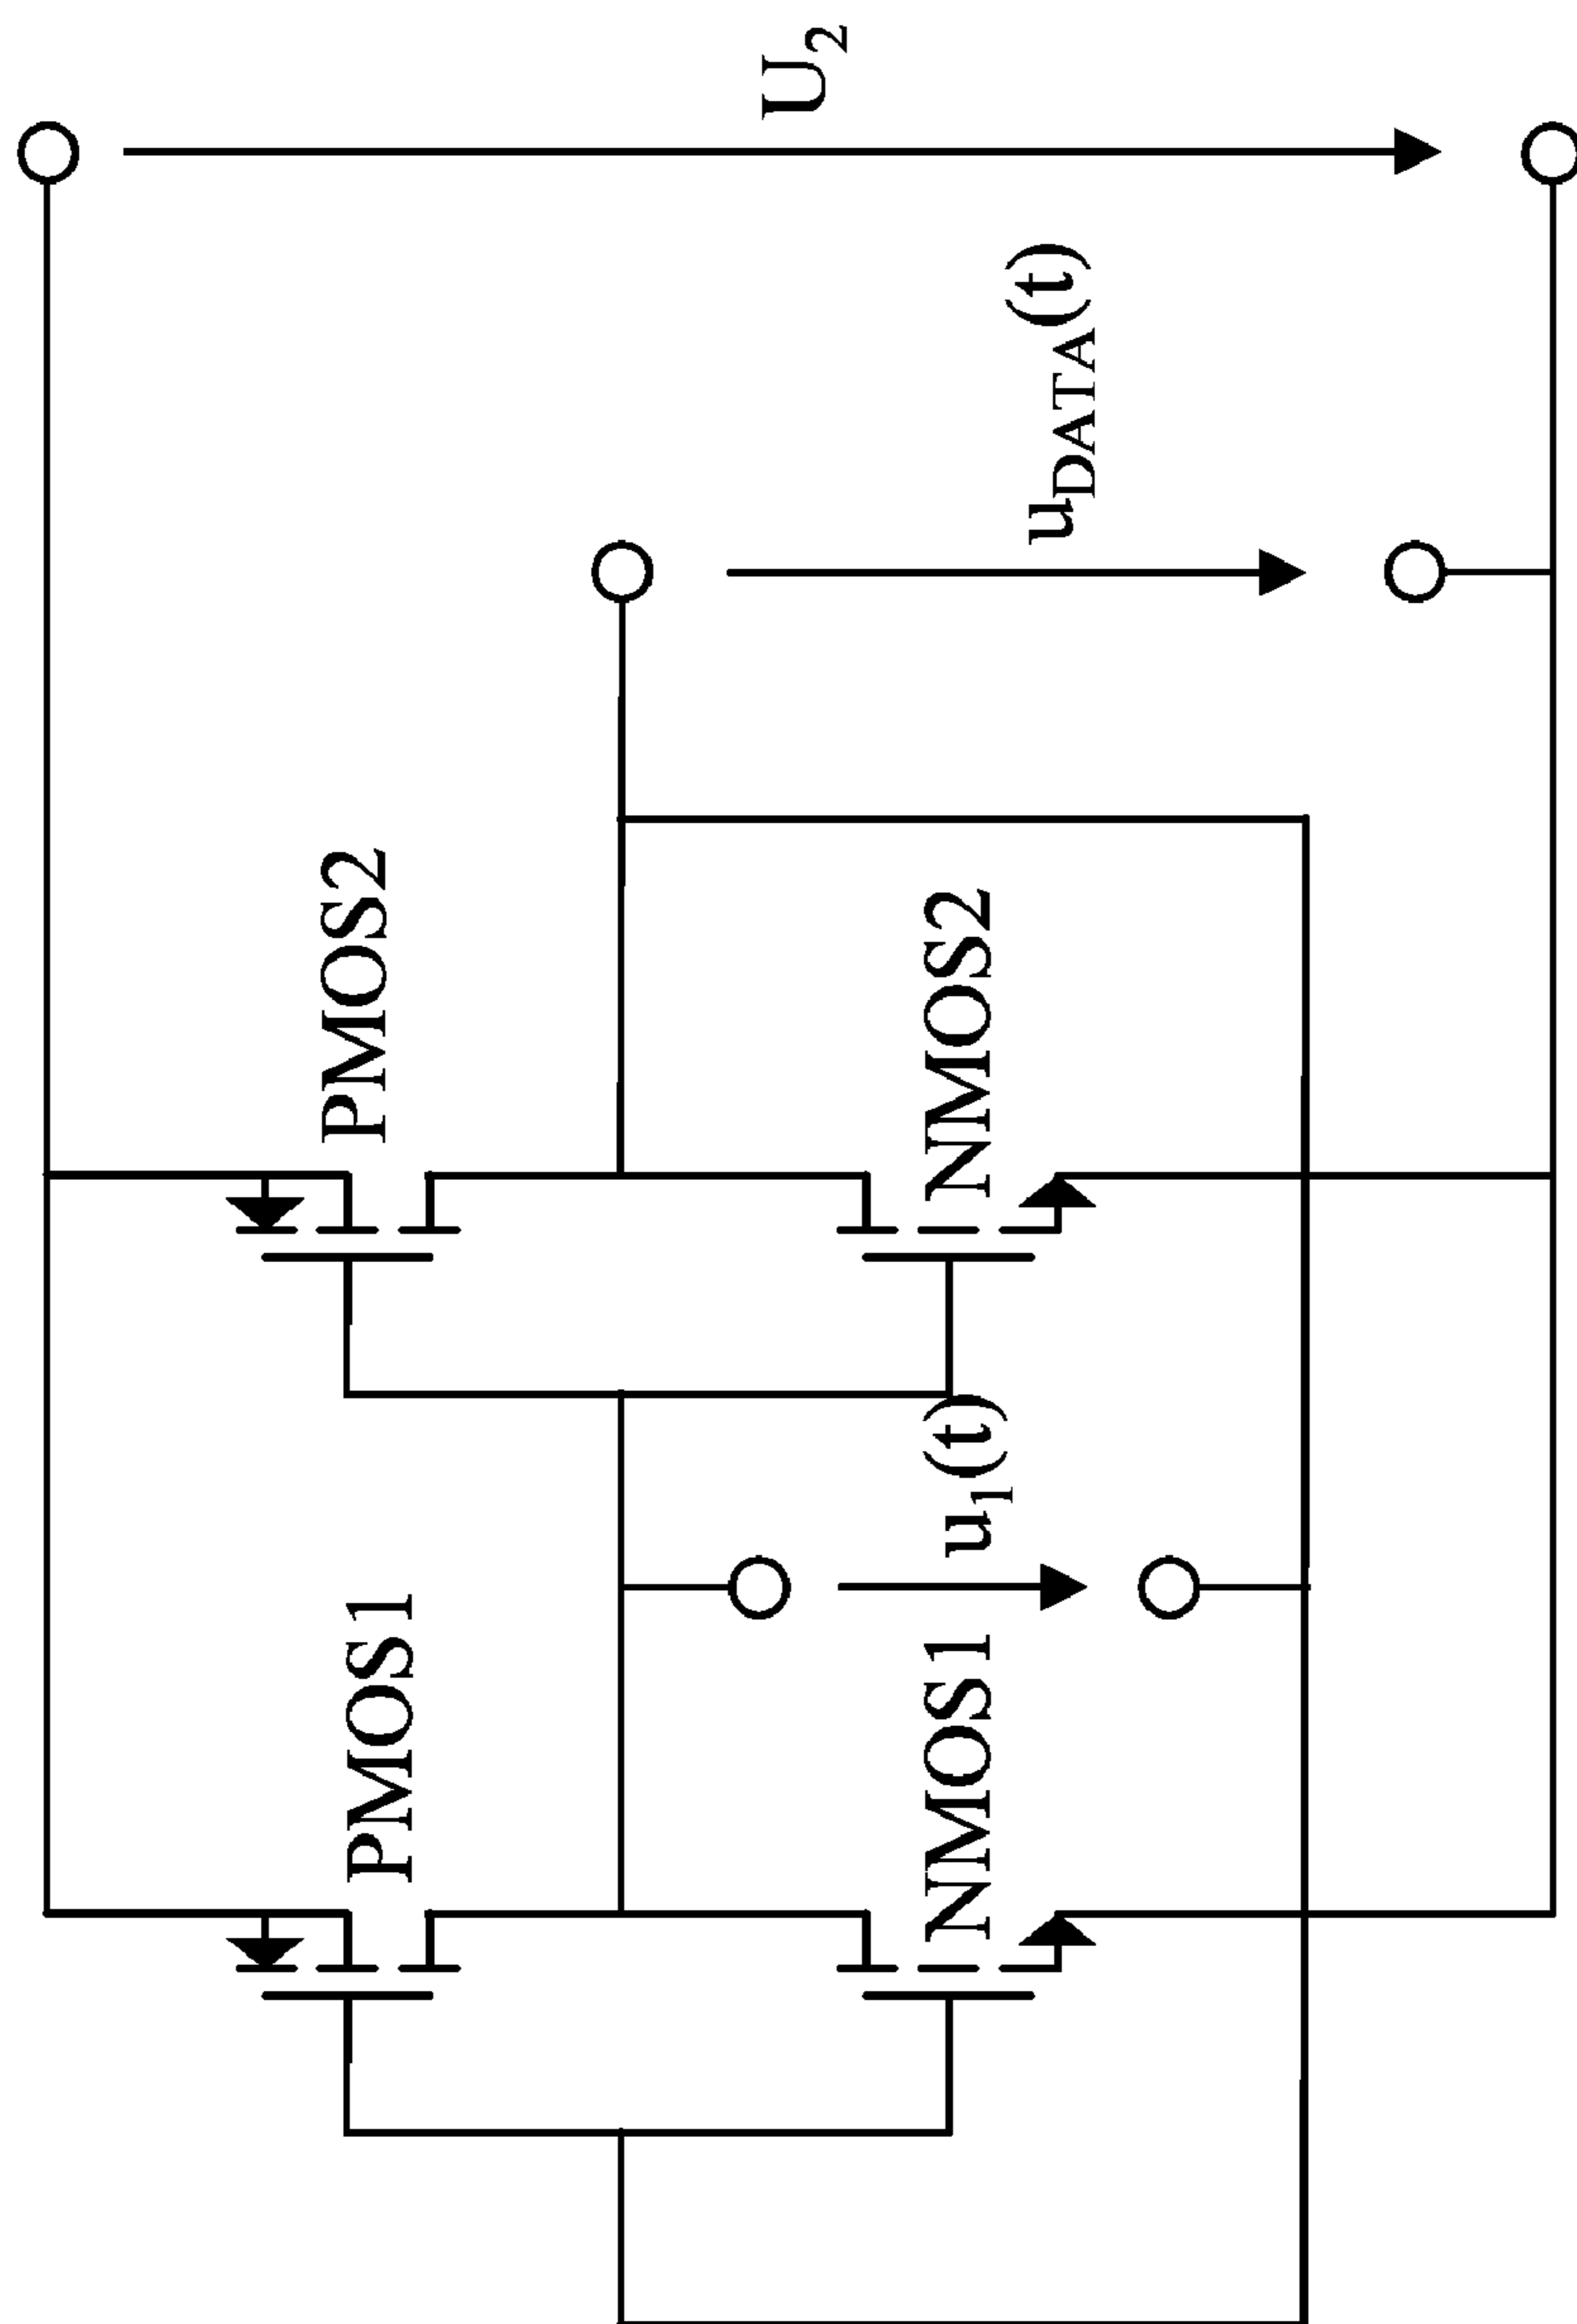 PMOS1
PMOS2
NMOS1
u1(t)
NMOS2
uDATA(t)
U2